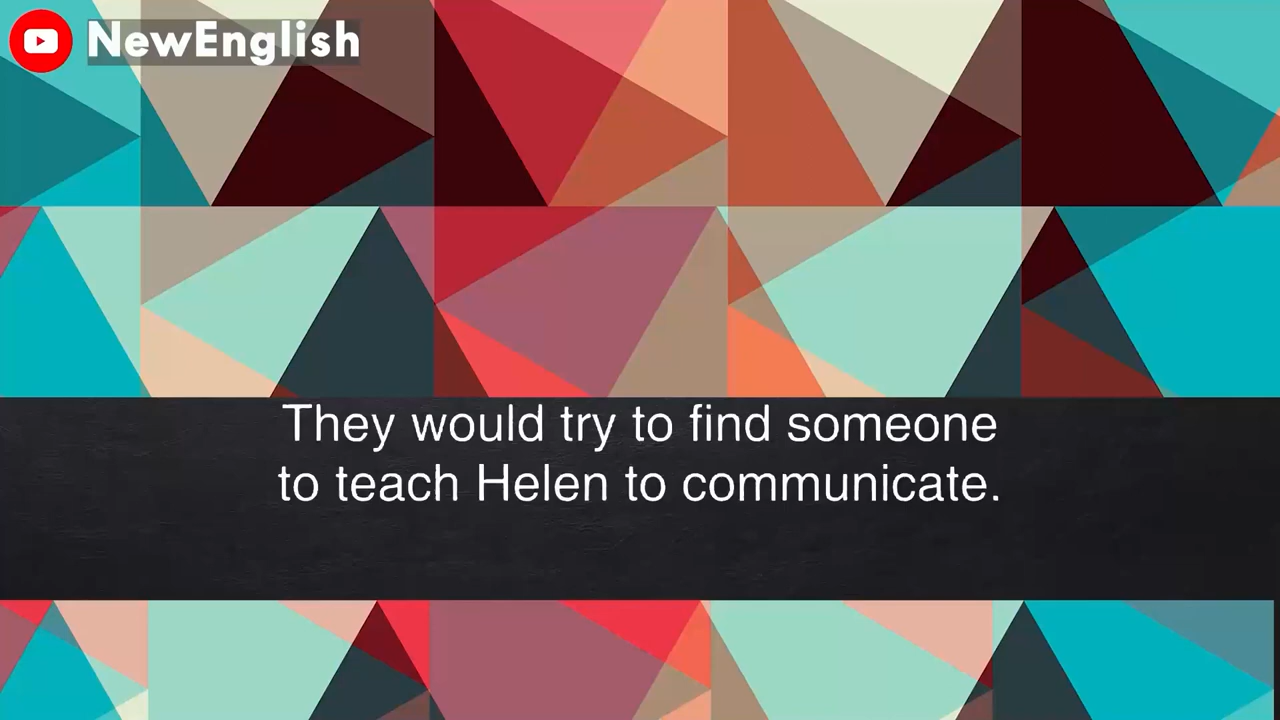 NewEnglish
They would try to find someone
to teach Helen to communicate.